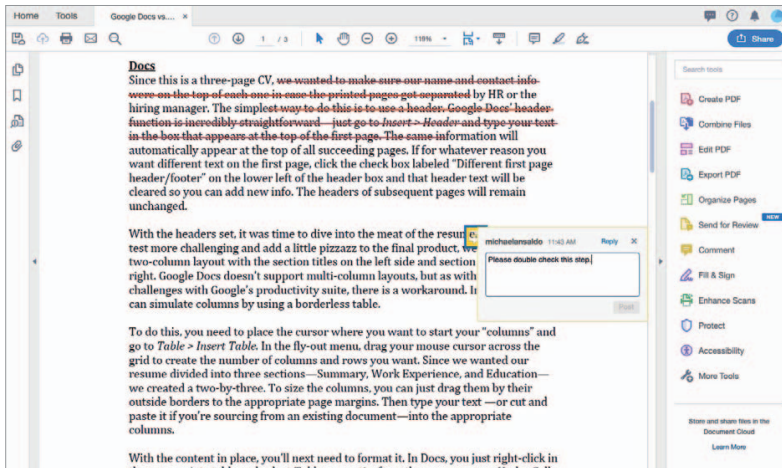 Home Tools Google Docs vs.... ×
1 / 3 119%
Share
Docs
Since this is a three-page CV, we wanted to make sure our name and contact info
were on the top of each one in case the printed pages got separated by HR or the
hiring manager. The simplest way to do this is to use a header. Google Docs' header
function is incredibly straightforward—just go to Insert > Header and type your text
in the box that appears at the top of the first page. The same information will
automatically appear at the top of all succeeding pages. If for whatever reason you
want different text on the first page, click the check box labeled "Different first page
header/footer" on the lower left of the header box and that header text will be
cleared so you can add new info. The headers of subsequent pages will remain
unchanged.
With the headers set, it was time to dive into the meat of the resume.
test more challenging and add a little pizzazz to the final product, we
two-column layout with the section titles on the left side and section
right. Google Docs doesn't support multi-column layouts, but as with
challenges with Google's productivity suite, there is a workaround. In
can simulate columns by using a borderless table.
michaelansaldo 11:43 AM Reply ×
Please double check this step.
Post
To do this, you need to place the cursor where you want to start your "columns" and
go to Table > Insert Table. In the fly-out menu, drag your mouse cursor across the
grid to create the number of columns and rows you want. Since we wanted our
resume divided into three sections—Summary, Work Experience, and Education—
we created a two-by-three. To size the columns, you can just drag them by their
outside borders to the appropriate page margins. Then type your text —or cut and
paste it if you're sourcing from an existing document—into the appropriate
columns.
With the content in place, you'll next need to format it. In Docs, you just right-click in
Search tools
Create PDF
Combine Files
Edit PDF
Export PDF
Organize Pages
NEW
Send for Review
Comment
Fill & Sign
Enhance Scans
Protect
Accessibility
More Tools
Store and share files in the
Document Cloud
Learn More